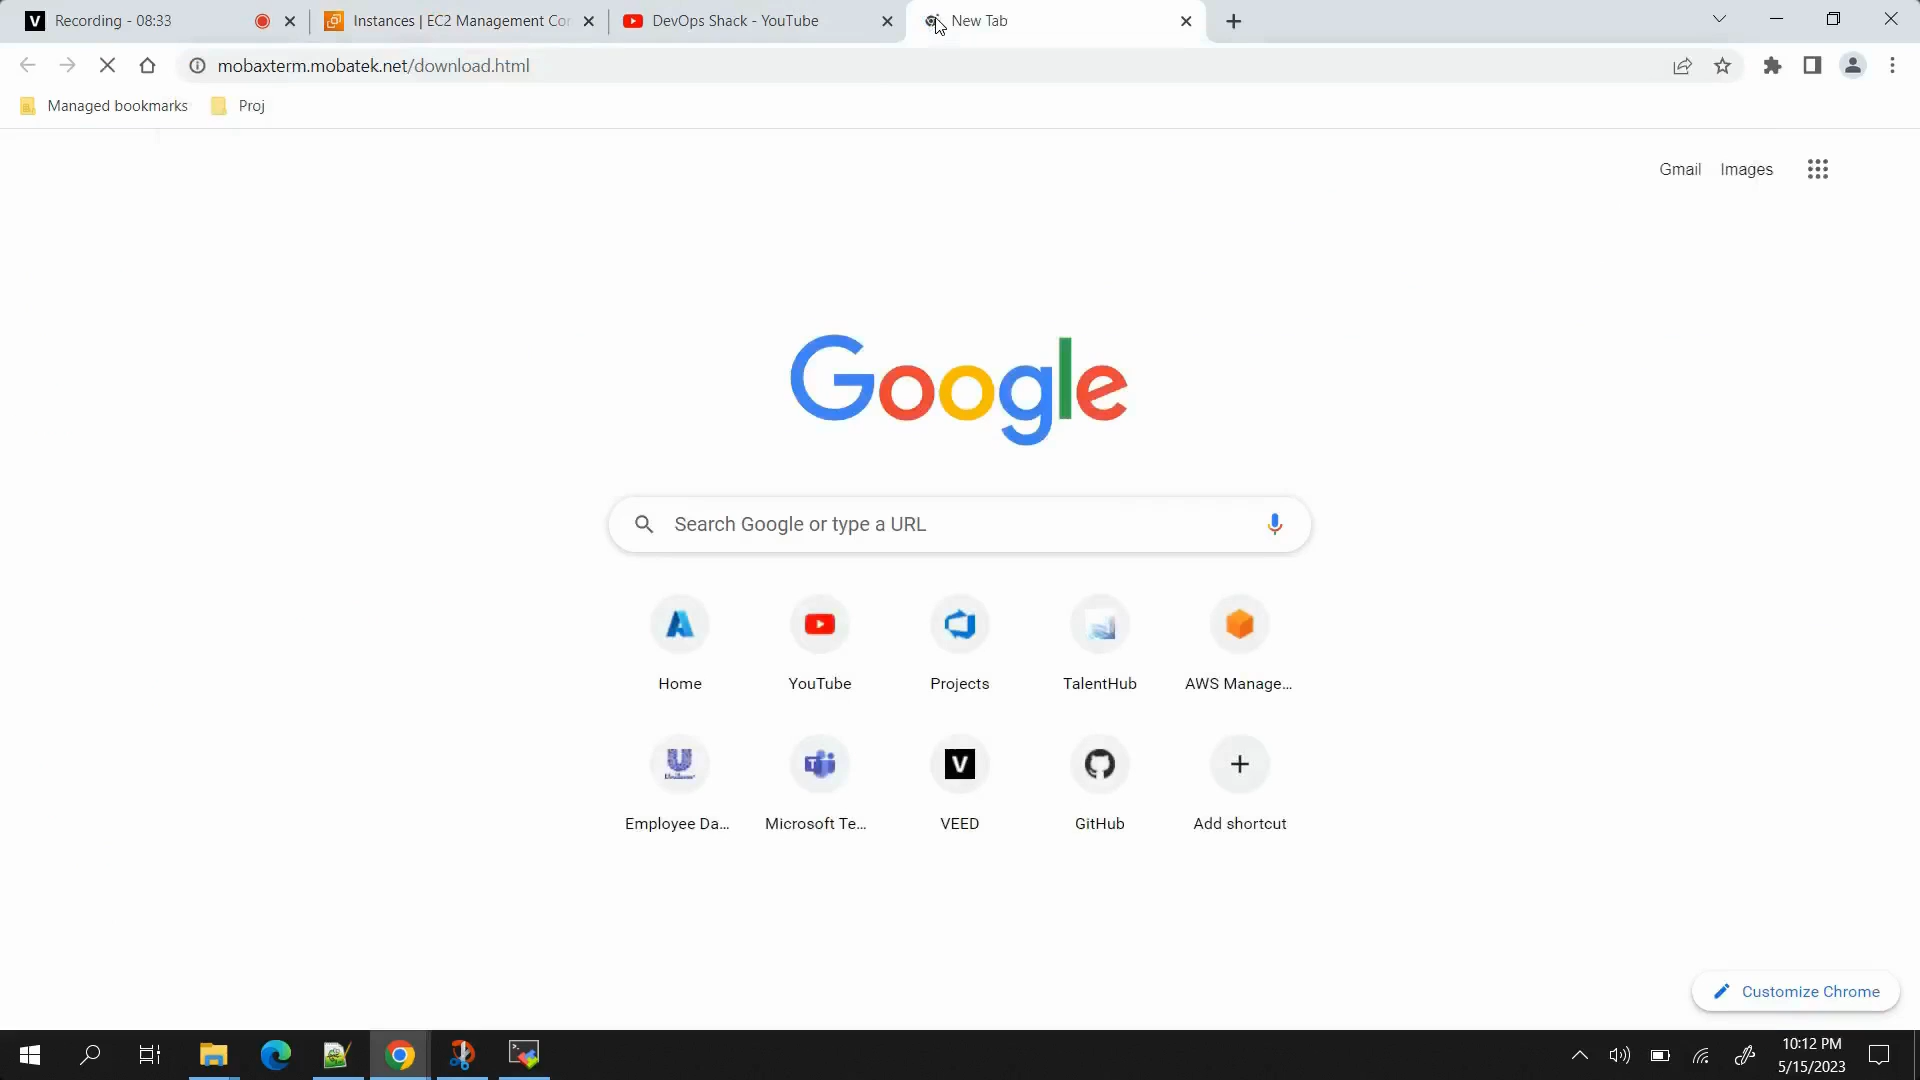 Recording - 08:33
Instances | EC2 Management Con
DevOps Shack - YouTube
New Tab
mobaxterm.mobatek.net/download.html
Managed bookmarks
Proj
Gmail
Images
Google
Search Google or type a URL
Home
YouTube
Projects
TalentHub
AWS Manage...
Employee Da...
Microsoft Te...
VEED
GitHub
Add shortcut
Customize Chrome
10:12 PM
5/15/2023